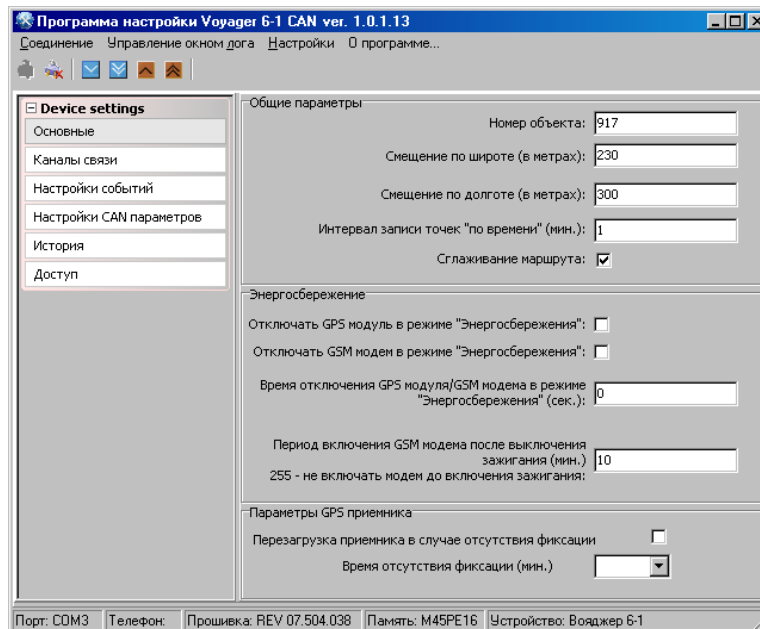 Программа настройки Voyager 6-1 CAN ver. 1.0.1.13
Соединение Управление окном лога Настройки О программе...
Device settings
Основные
Каналы связи
Настройки событий
Настройки CAN параметров
История
Доступ
Общие параметры
Номер объекта: 917
Смещение по широте (в метрах): 230
Смещение по долготе (в метрах): 300
Интервал записи точек "по времени" (мин.): 1
Сглаживание маршрута:
Энергосбережение
Отключать GPS модуль в режиме "Энергосбережения":
Отключать GSM модем в режиме "Энергосбережения":
Время отключения GPS модуля/GSM модема в режиме
"Энергосбережения" (сек.): 0
Период включения GSM модема после выключения
зажигания (мин.) 10
255 - не включать модем до включения зажигания:
Параметры GPS приемника
Перезагрузка приемника в случае отсутствия фиксации
Время отсутствия фиксации (мин.)
Порт: COM3 Телефон: Прошивка: REV 07.504.038 Память: M45PE16 Устройство: Вояджер 6-1